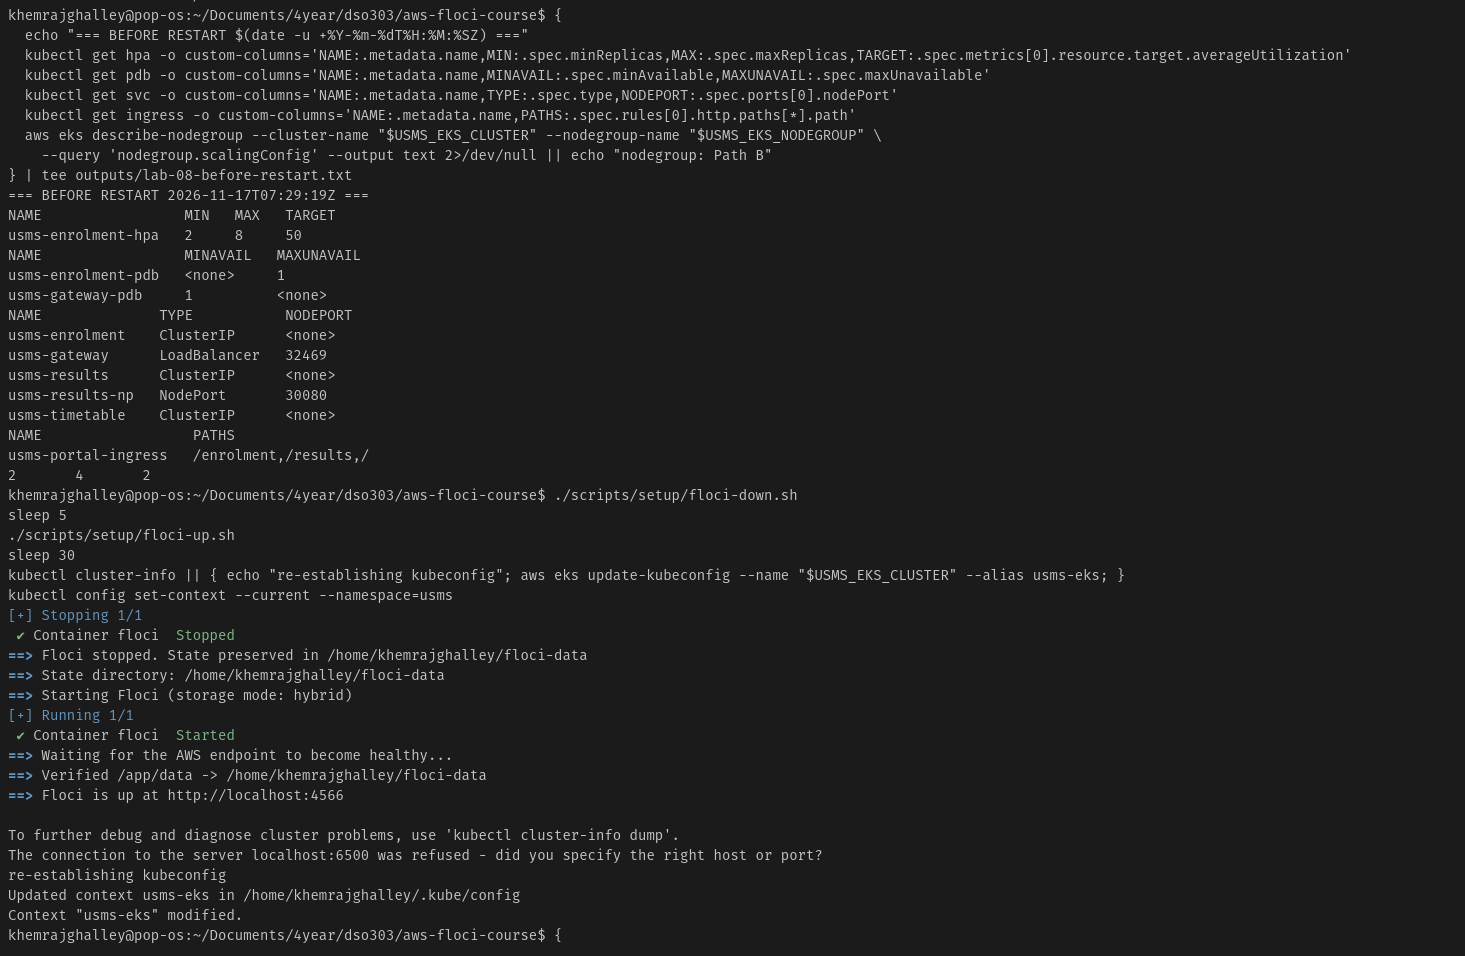 khemrajghalley@pop-os:~/Documents/4year/dso303/aws-floci-course$ {
  echo "=== BEFORE RESTART $(date -u +%Y-%m-%dT%H:%M:%SZ) ==="
  kubectl get hpa -o custom-columns='NAME:.metadata.name,MIN:.spec.minReplicas,MAX:.spec.maxReplicas,TARGET:.spec.metrics[0].resource.target.averageUtilization'
  kubectl get pdb -o custom-columns='NAME:.metadata.name,MINAVAIL:.spec.minAvailable,MAXUNAVAIL:.spec.maxUnavailable'
  kubectl get svc -o custom-columns='NAME:.metadata.name,TYPE:.spec.type,NODEPORT:.spec.ports[0].nodePort'
  kubectl get ingress -o custom-columns='NAME:.metadata.name,PATHS:.spec.rules[0].http.paths[*].path'
  aws eks describe-nodegroup --cluster-name "$USMS_EKS_CLUSTER" --nodegroup-name "$USMS_EKS_NODEGROUP" \
    --query 'nodegroup.scalingConfig' --output text 2>/dev/null || echo "nodegroup: Path B"
} | tee outputs/lab-08-before-restart.txt
=== BEFORE RESTART 2026-11-17T07:29:19Z ===
NAME                 MIN   MAX   TARGET
usms-enrolment-hpa   2     8     50
NAME                 MINAVAIL   MAXUNAVAIL
usms-enrolment-pdb   <none>     1
usms-gateway-pdb     1          <none>
NAME              TYPE           NODEPORT
usms-enrolment    ClusterIP      <none>
usms-gateway      LoadBalancer   32469
usms-results      ClusterIP      <none>
usms-results-np   NodePort       30080
usms-timetable    ClusterIP      <none>
NAME                  PATHS
usms-portal-ingress   /enrolment,/results,/
2       4       2
khemrajghalley@pop-os:~/Documents/4year/dso303/aws-floci-course$ ./scripts/setup/floci-down.sh
sleep 5
./scripts/setup/floci-up.sh
sleep 30
kubectl cluster-info || { echo "re-establishing kubeconfig"; aws eks update-kubeconfig --name "$USMS_EKS_CLUSTER" --alias usms-eks; }
kubectl config set-context --current --namespace=usms
[+] Stopping 1/1
 ✔ Container floci  Stopped
==> Floci stopped. State preserved in /home/khemrajghalley/floci-data
==> State directory: /home/khemrajghalley/floci-data
==> Starting Floci (storage mode: hybrid)
[+] Running 1/1
 ✔ Container floci  Started
==> Waiting for the AWS endpoint to become healthy...
==> Verified /app/data -> /home/khemrajghalley/floci-data
==> Floci is up at http://localhost:4566

To further debug and diagnose cluster problems, use 'kubectl cluster-info dump'.
The connection to the server localhost:6500 was refused - did you specify the right host or port?
re-establishing kubeconfig
Updated context usms-eks in /home/khemrajghalley/.kube/config
Context "usms-eks" modified.
khemrajghalley@pop-os:~/Documents/4year/dso303/aws-floci-course$ {